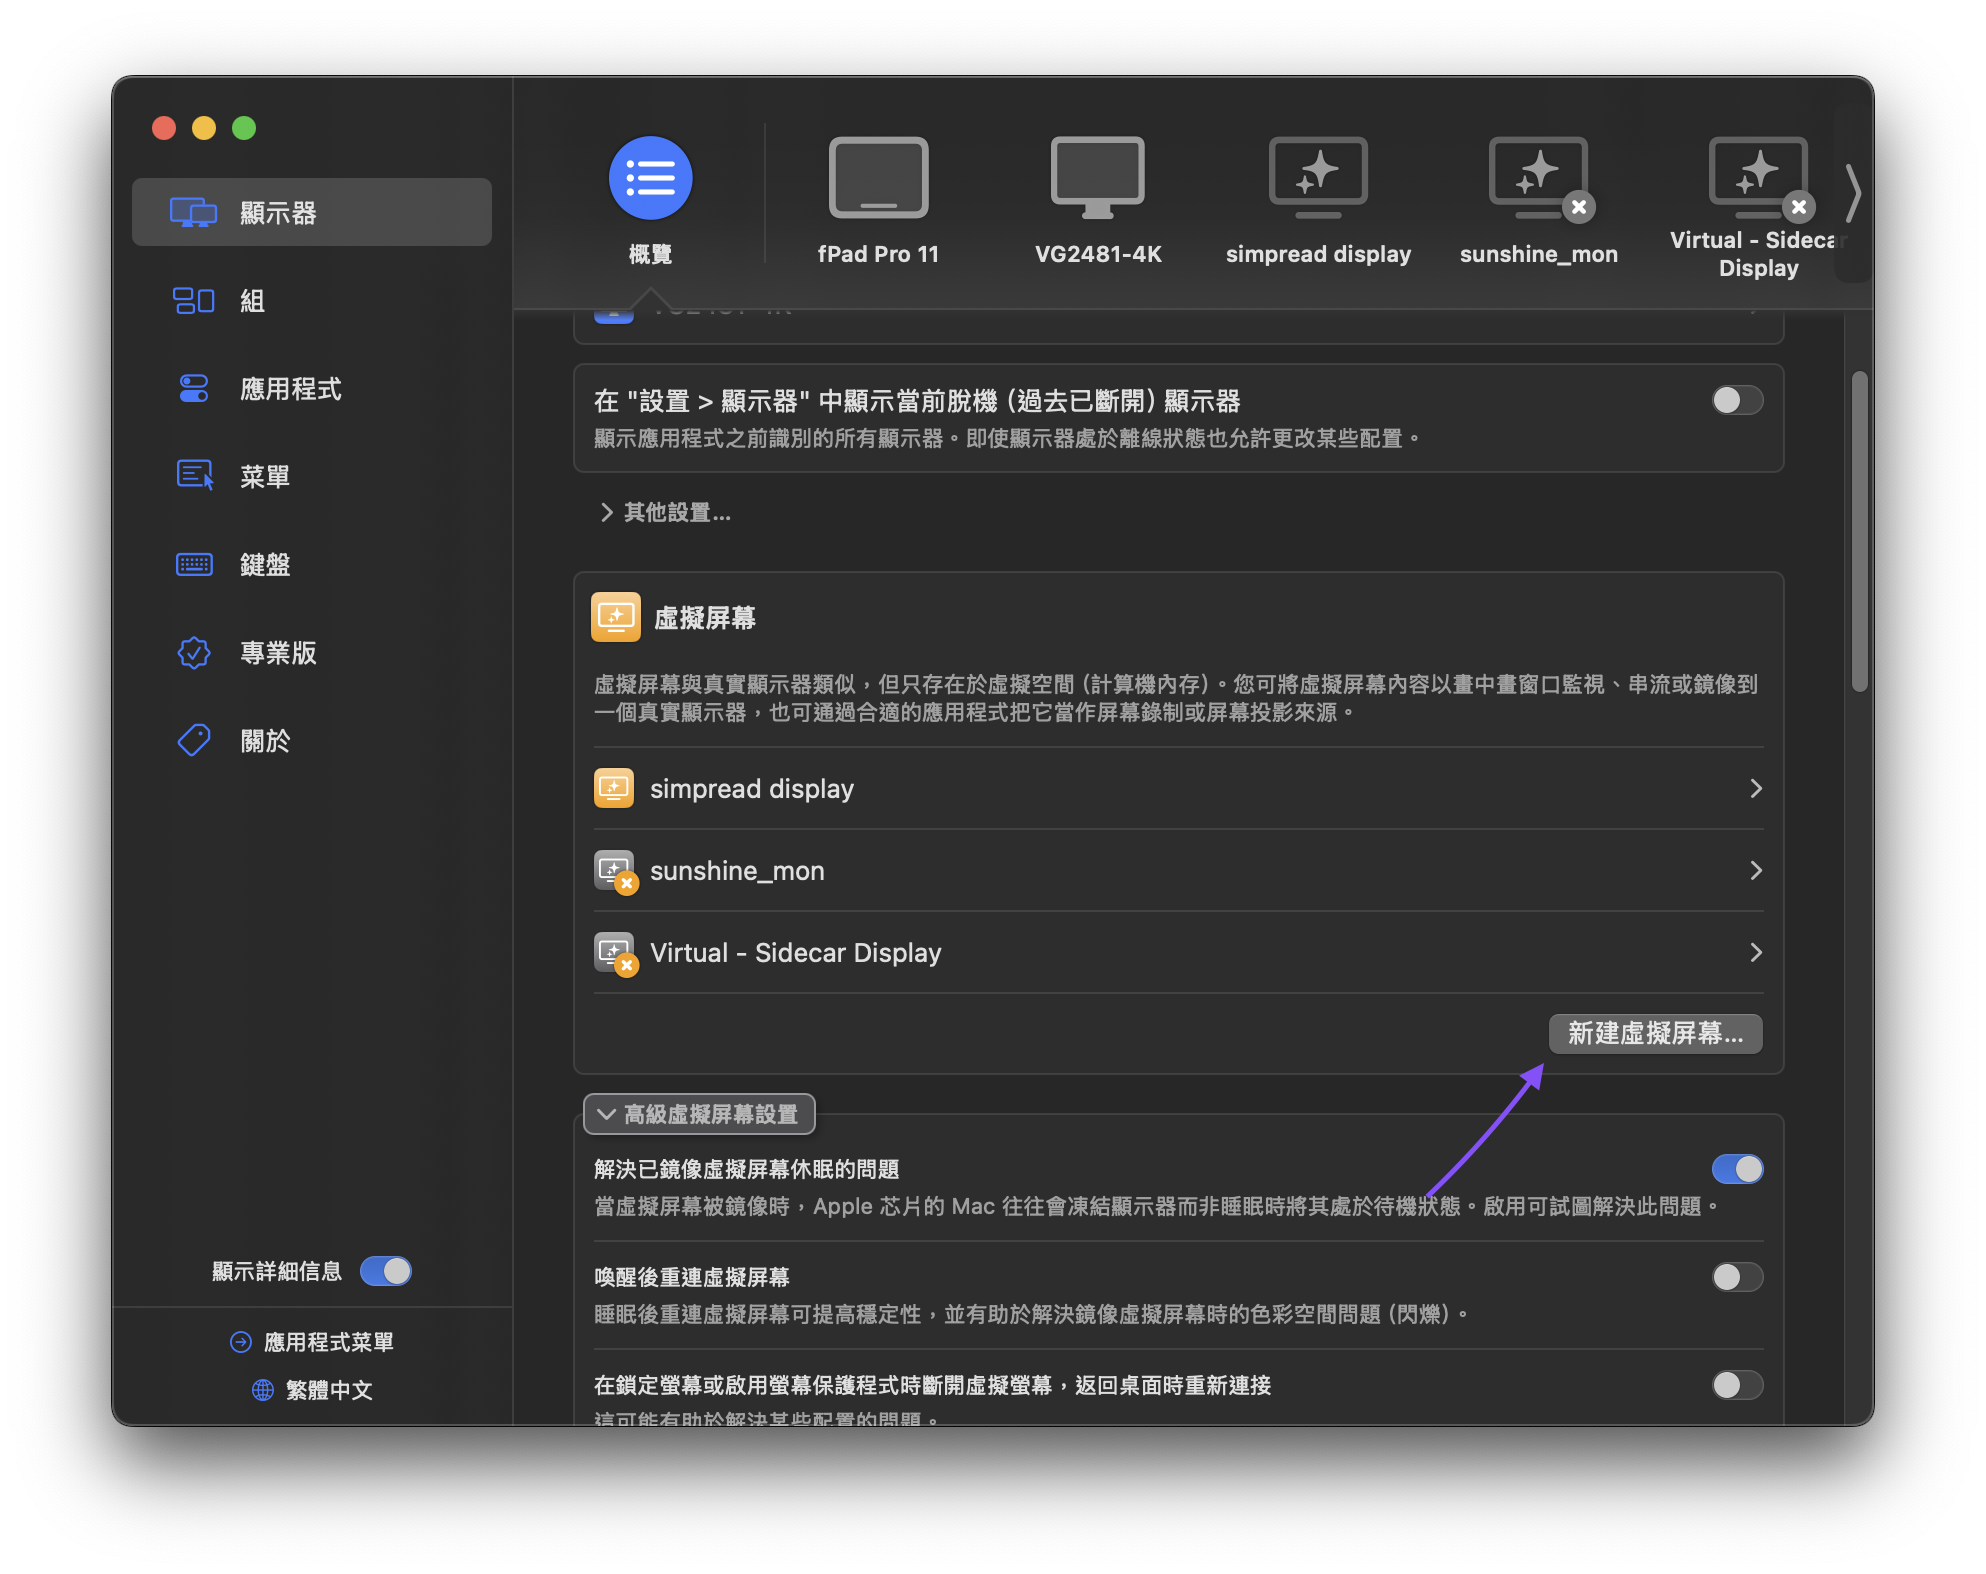 顯示器
組
應用程式
菜單
鍵盤
專業版
關於
顯示詳細信息
應用程式菜單
繁體中文
概覽
fPad Pro 11
VG2481-4K
simpread display
sunshine_mon
Virtual - Sidecar
Display
在 "設置 > 顯示器" 中顯示當前脫機 (過去已斷開) 顯示器
顯示應用程式之前識別的所有顯示器。即使顯示器處於離線狀態也允許更改某些配置。
其他設置...
虛擬屏幕
虛擬屏幕與真實顯示器類似，但只存在於虛擬空間 (計算機內存)。您可將虛擬屏幕內容以畫中畫窗口監視、串流或鏡像到
一個真實顯示器，也可通過合適的應用程式把它當作屏幕錄制或屏幕投影來源。
simpread display
sunshine_mon
Virtual - Sidecar Display
新建虛擬屏幕...
高級虛擬屏幕設置
解決已鏡像虛擬屏幕休眠的問題
當虛擬屏幕被鏡像時，Apple 芯片的 Mac 往往會凍結顯示器而非睡眠時將其處於待機狀態。啟用可試圖解決此問題。
喚醒後重連虛擬屏幕
睡眠後重連虛擬屏幕可提高穩定性，並有助於解決鏡像虛擬屏幕時的色彩空間問題 (閃爍)。
在鎖定螢幕或啟用螢幕保護程式時斷開虛擬螢幕，返回桌面時重新連接
這可能有助於解決某些配置的問題。